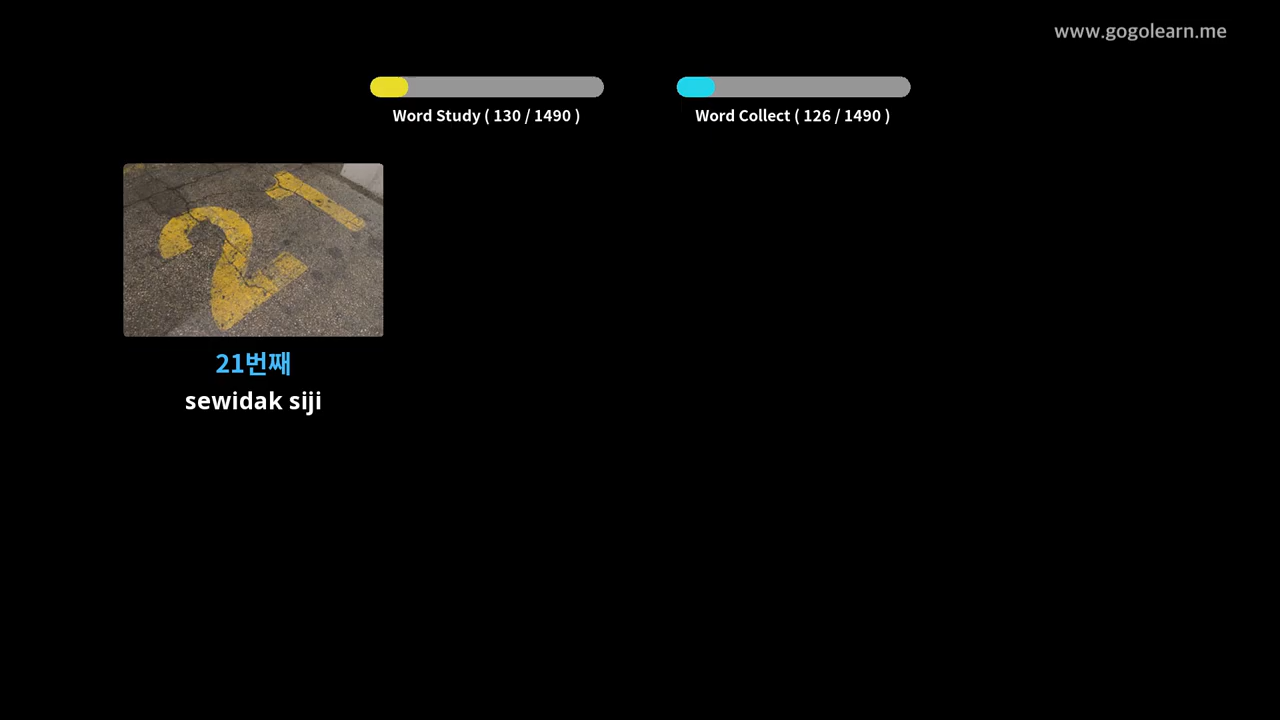 www.gogolearn.me
Word Study ( 130 / 1490 )
Word Collect ( 126 / 1490 )
21
21번째
sewidak siji